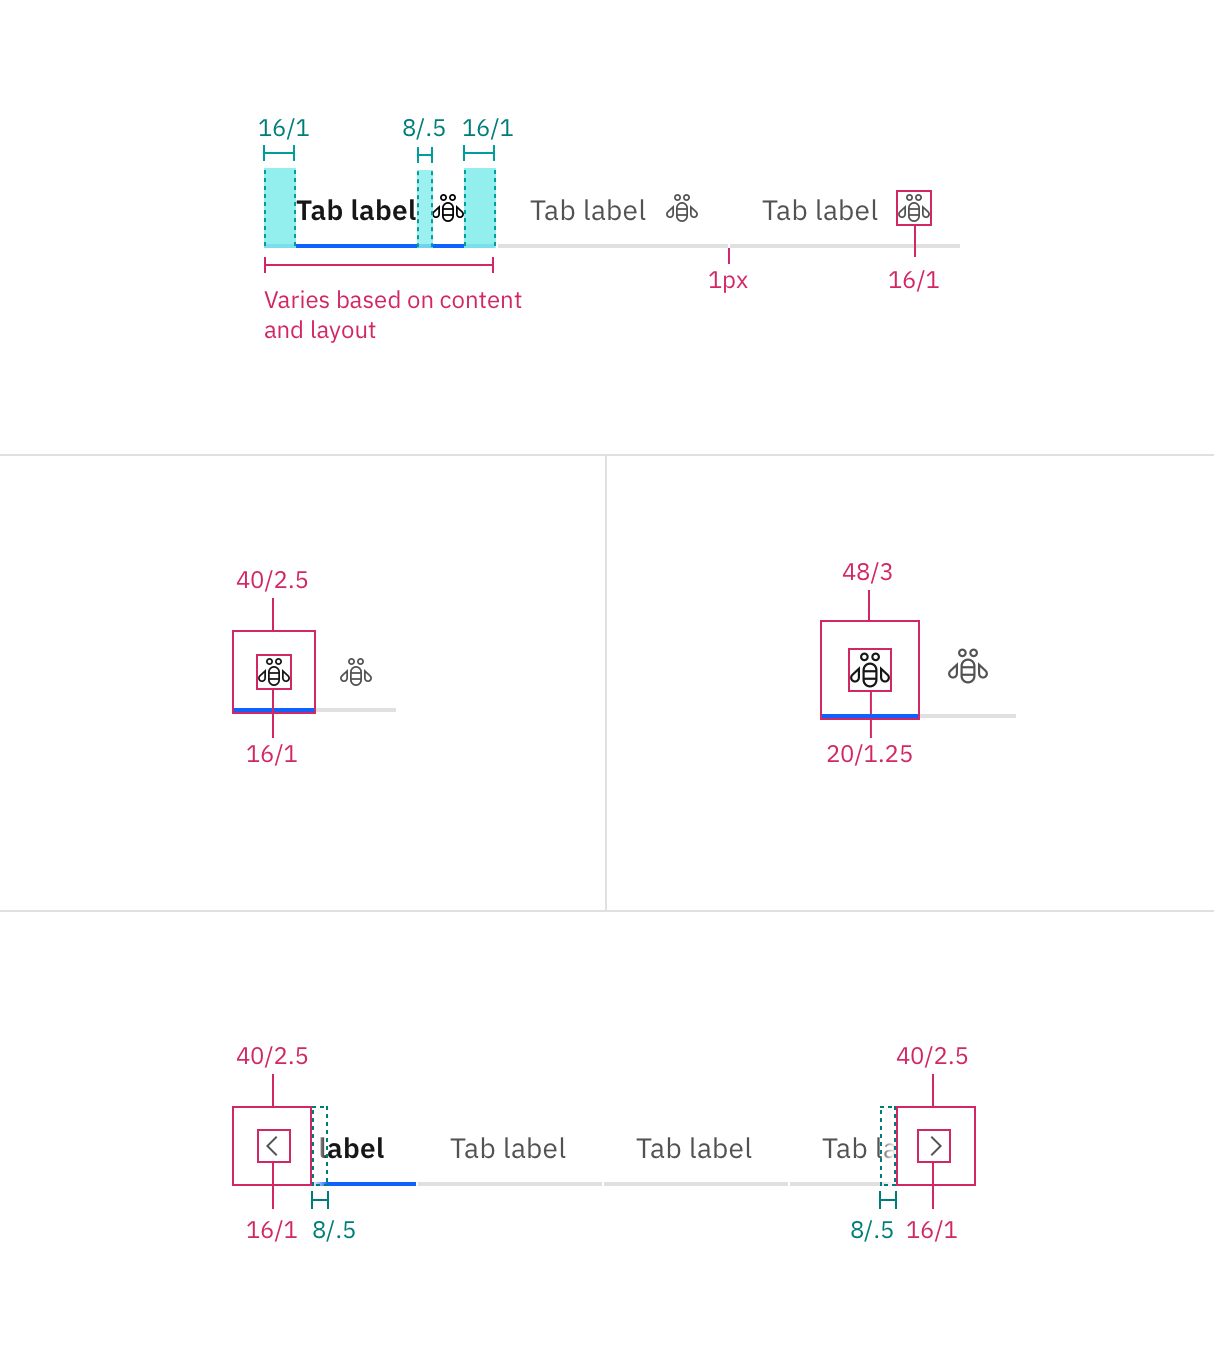 16/1 8/.5 16/1
Tab label Tab label Tab label
1px 16/1
Varies based on content
and layout
40/2.5
16/1
48/3
20/1.25
40/2.5 40/2.5
label Tab label Tab label Tab la
16/1 8/.5 8/.5 16/1